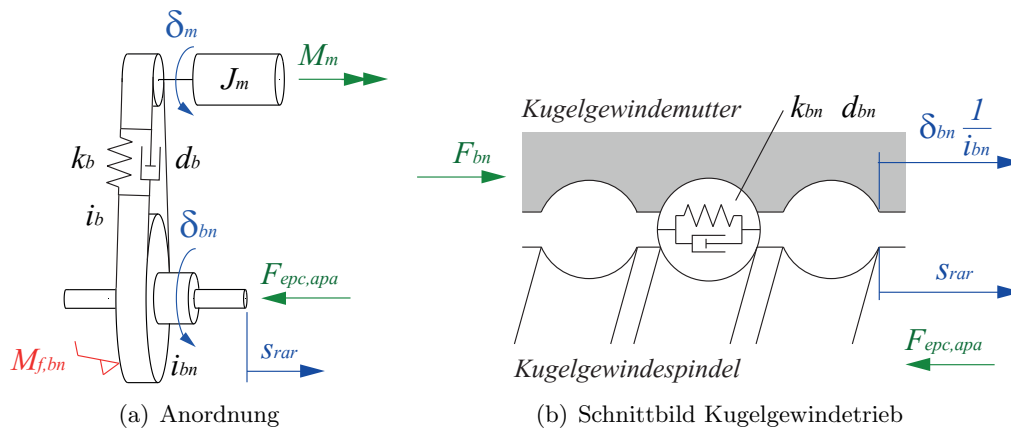 δm
Mm
Jm
kb
db
ib
δbn
Fepc,apa
Mf,bn
ibn
srar
(a) Anordnung
Kugelgewindemutter
kbn dbn
Fbn
δbn 1/ibn
srar
Fepc,apa
Kugelgewindespindel
(b) Schnittbild Kugelgewindetrieb